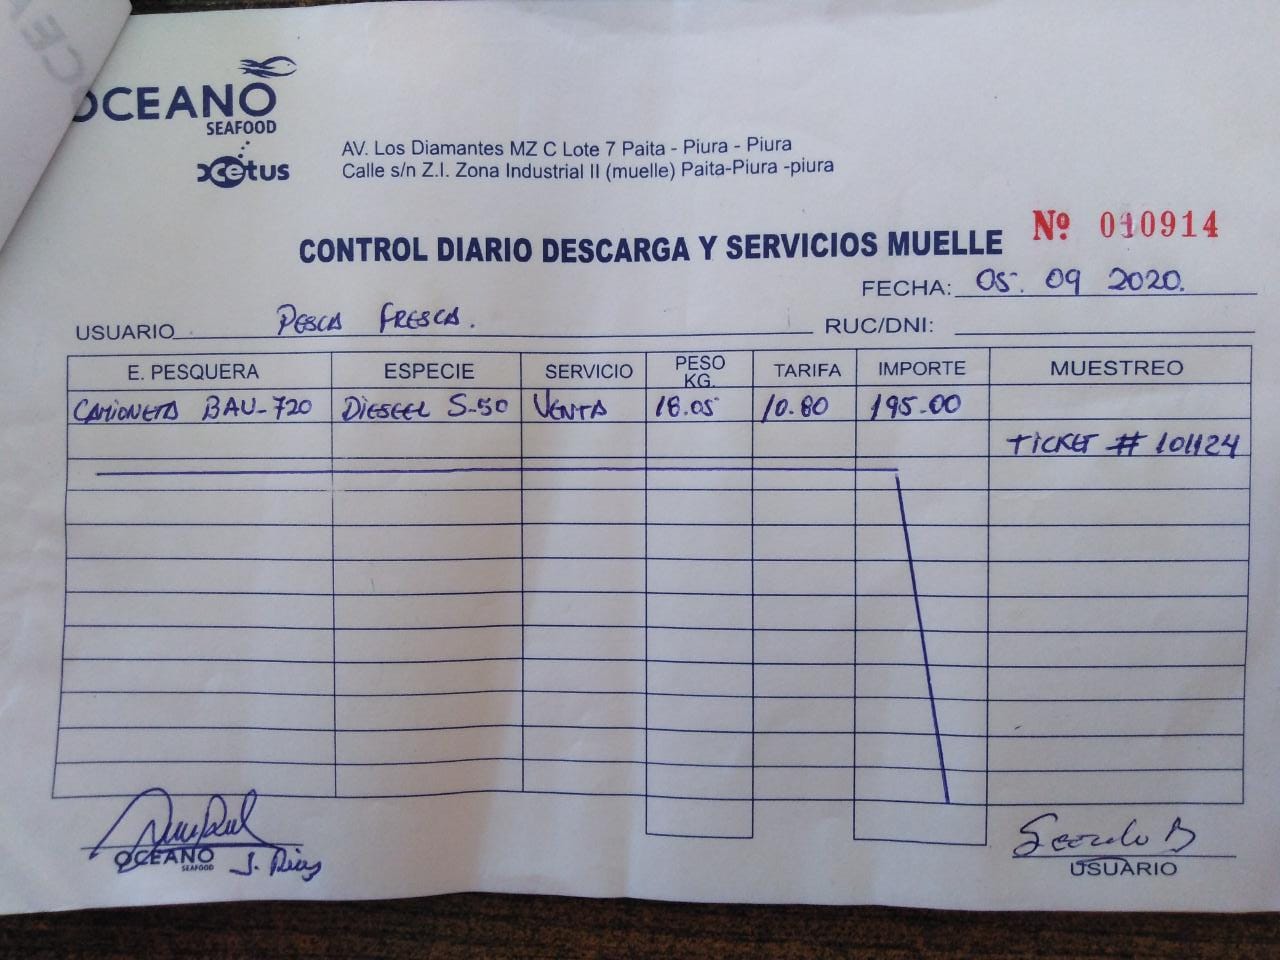 OCEANO
SEAFOOD
xcetus
AV. Los Diamantes MZ C Lote 7 Paita - Piura - Piura
Calle s/n Z.I. Zona Industrial II (muelle) Paita-Piura -piura
CONTROL DIARIO DESCARGA Y SERVICIOS MUELLE Nº 010914
FECHA: 05. 09 2020.
USUARIO PESCA FRESCA. RUC/DNI:
E. PESQUERA ESPECIE SERVICIO PESO KG. TARIFA IMPORTE MUESTREO
CAMIONETA BAU-720 DIESEL S-50 VENTA 18.05 10.80 195.00
TICKET # 101124
OCEANO
SEAFOOD
USUARIO